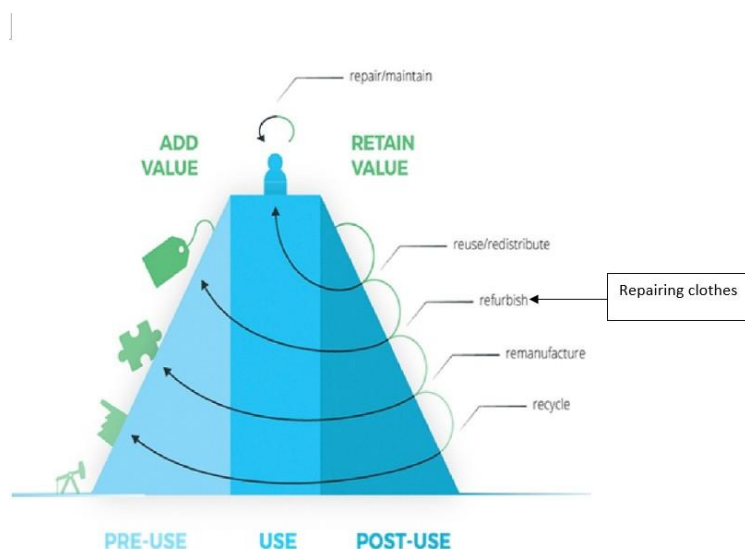 repair/maintain
ADD
VALUE
RETAIN
VALUE
reuse/redistribute
refurbish
Repairing clothes
remanufacture
recycle
PRE-USE
USE
POST-USE